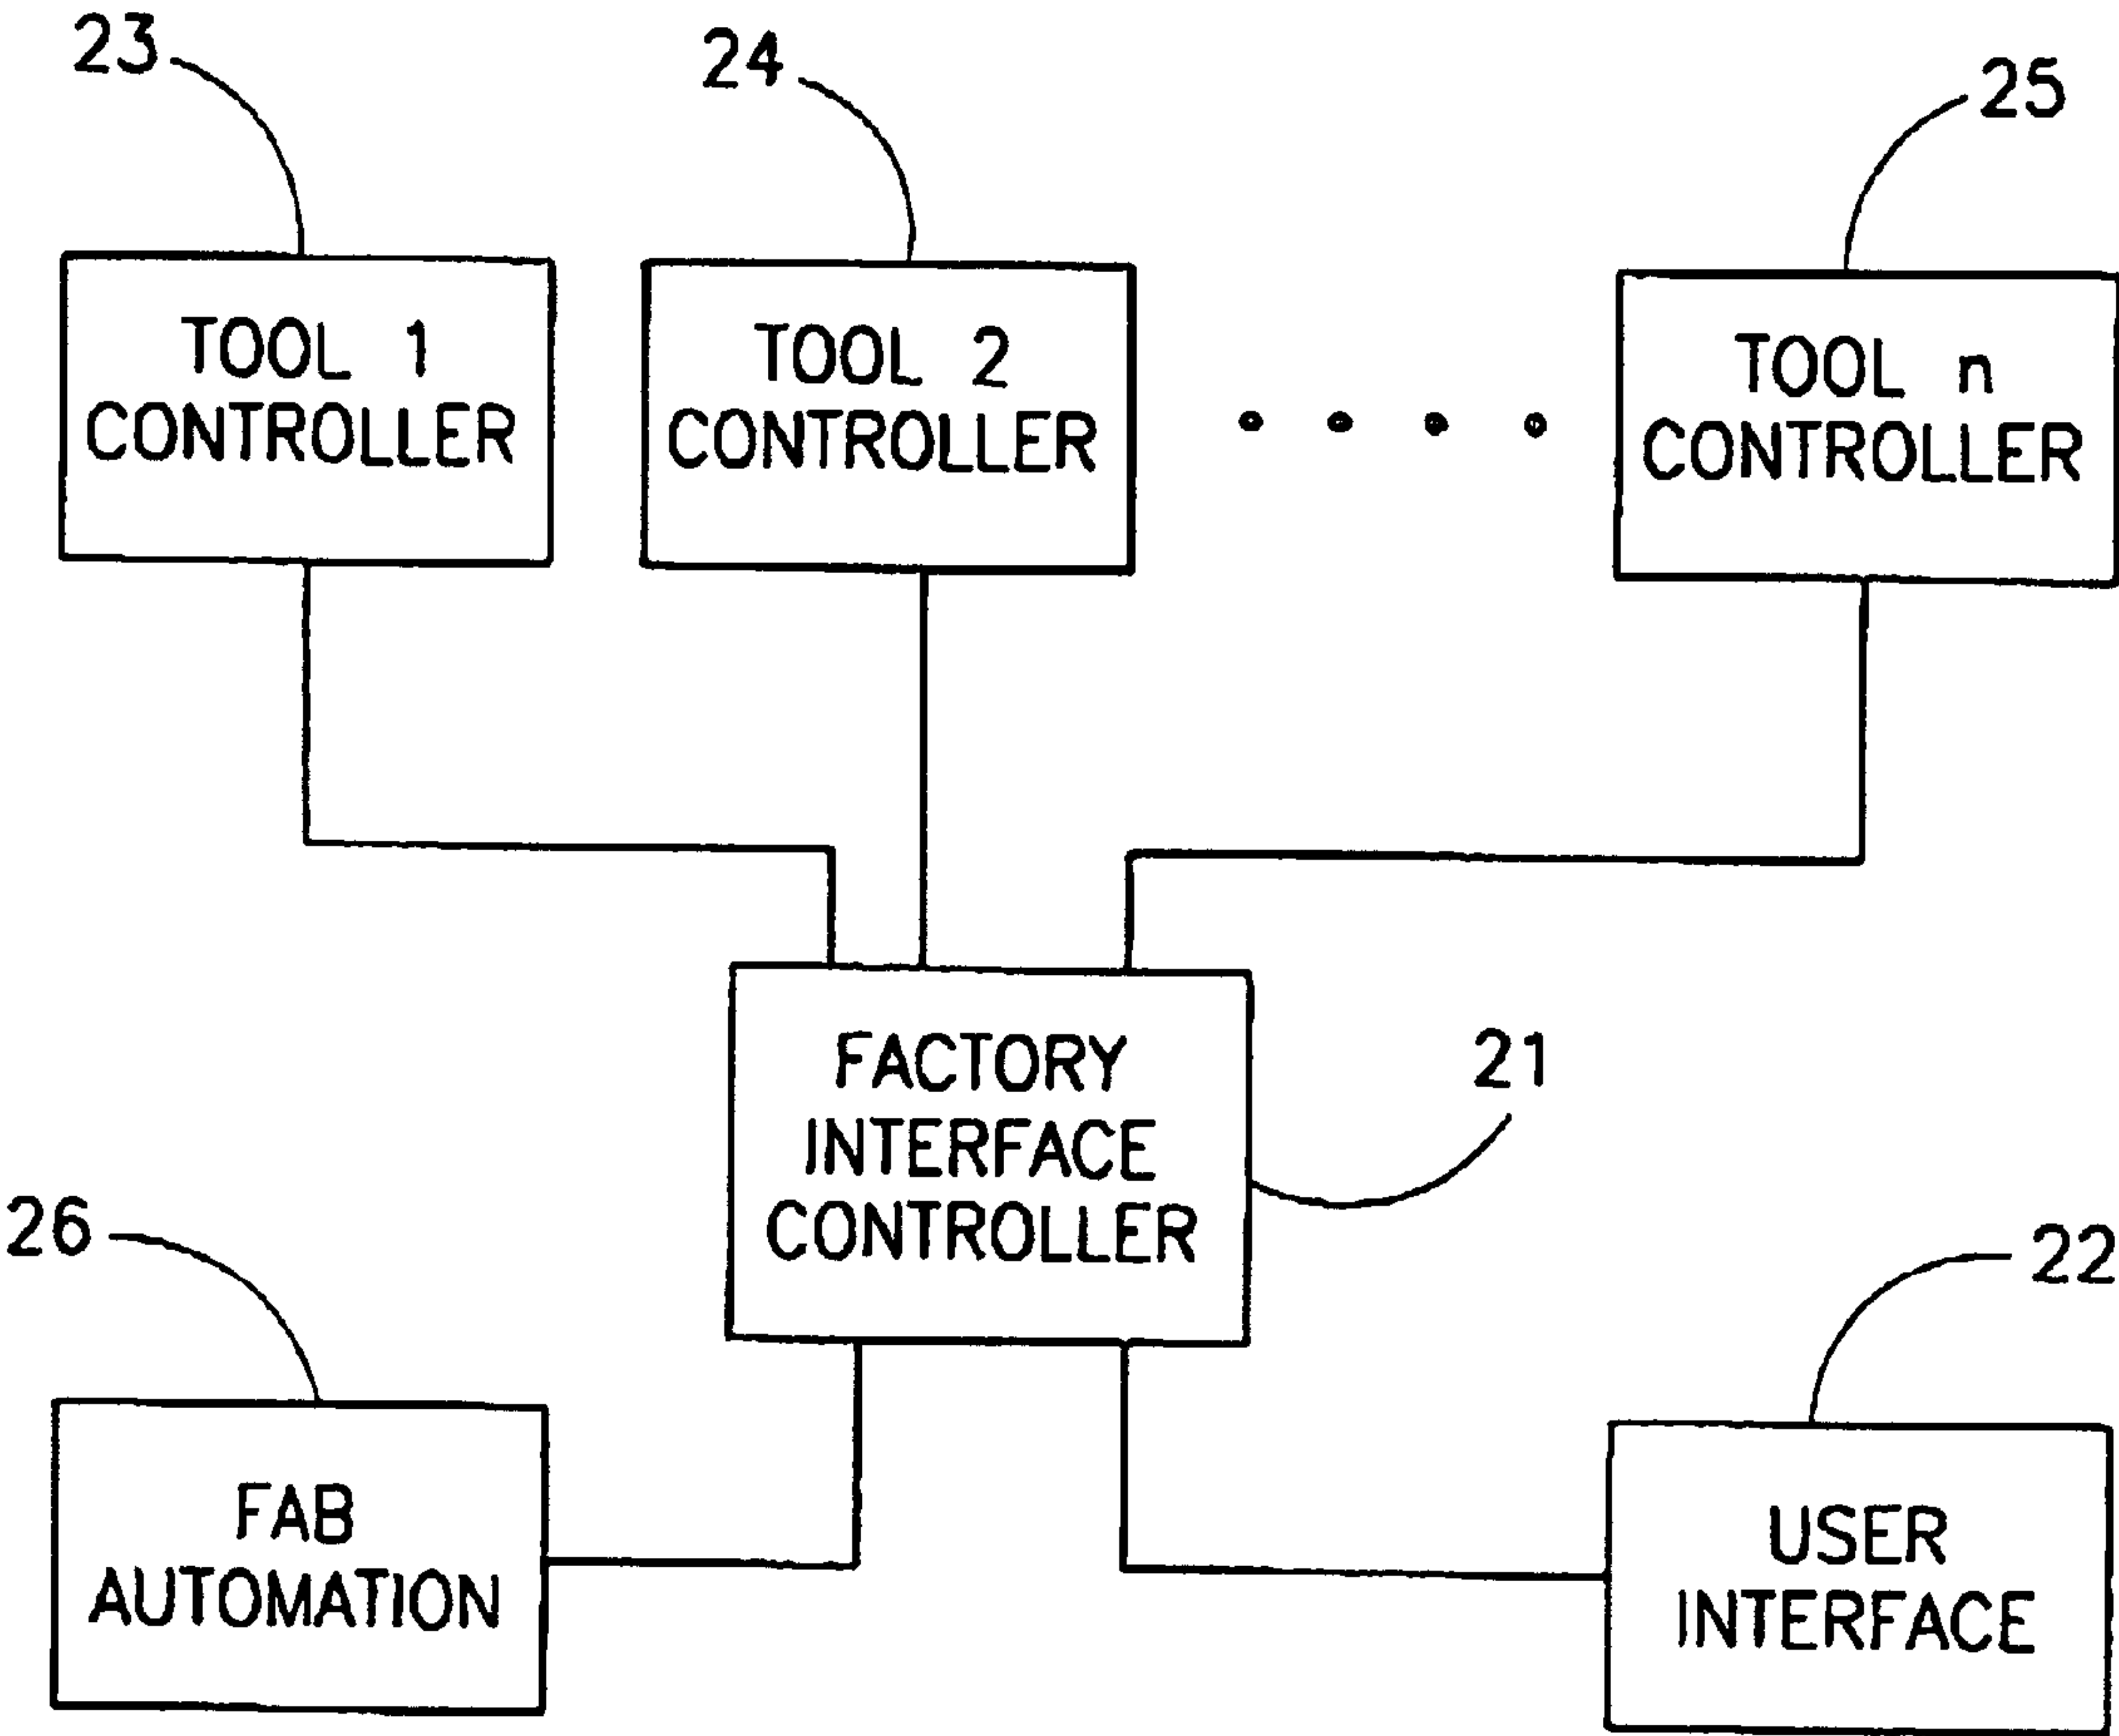 23
24
25
TOOL 1
CONTROLLER
TOOL 2
CONTROLLER
TOOL n
CONTROLLER
FACTORY
INTERFACE
CONTROLLER
21
26
22
FAB
AUTOMATION
USER
INTERFACE